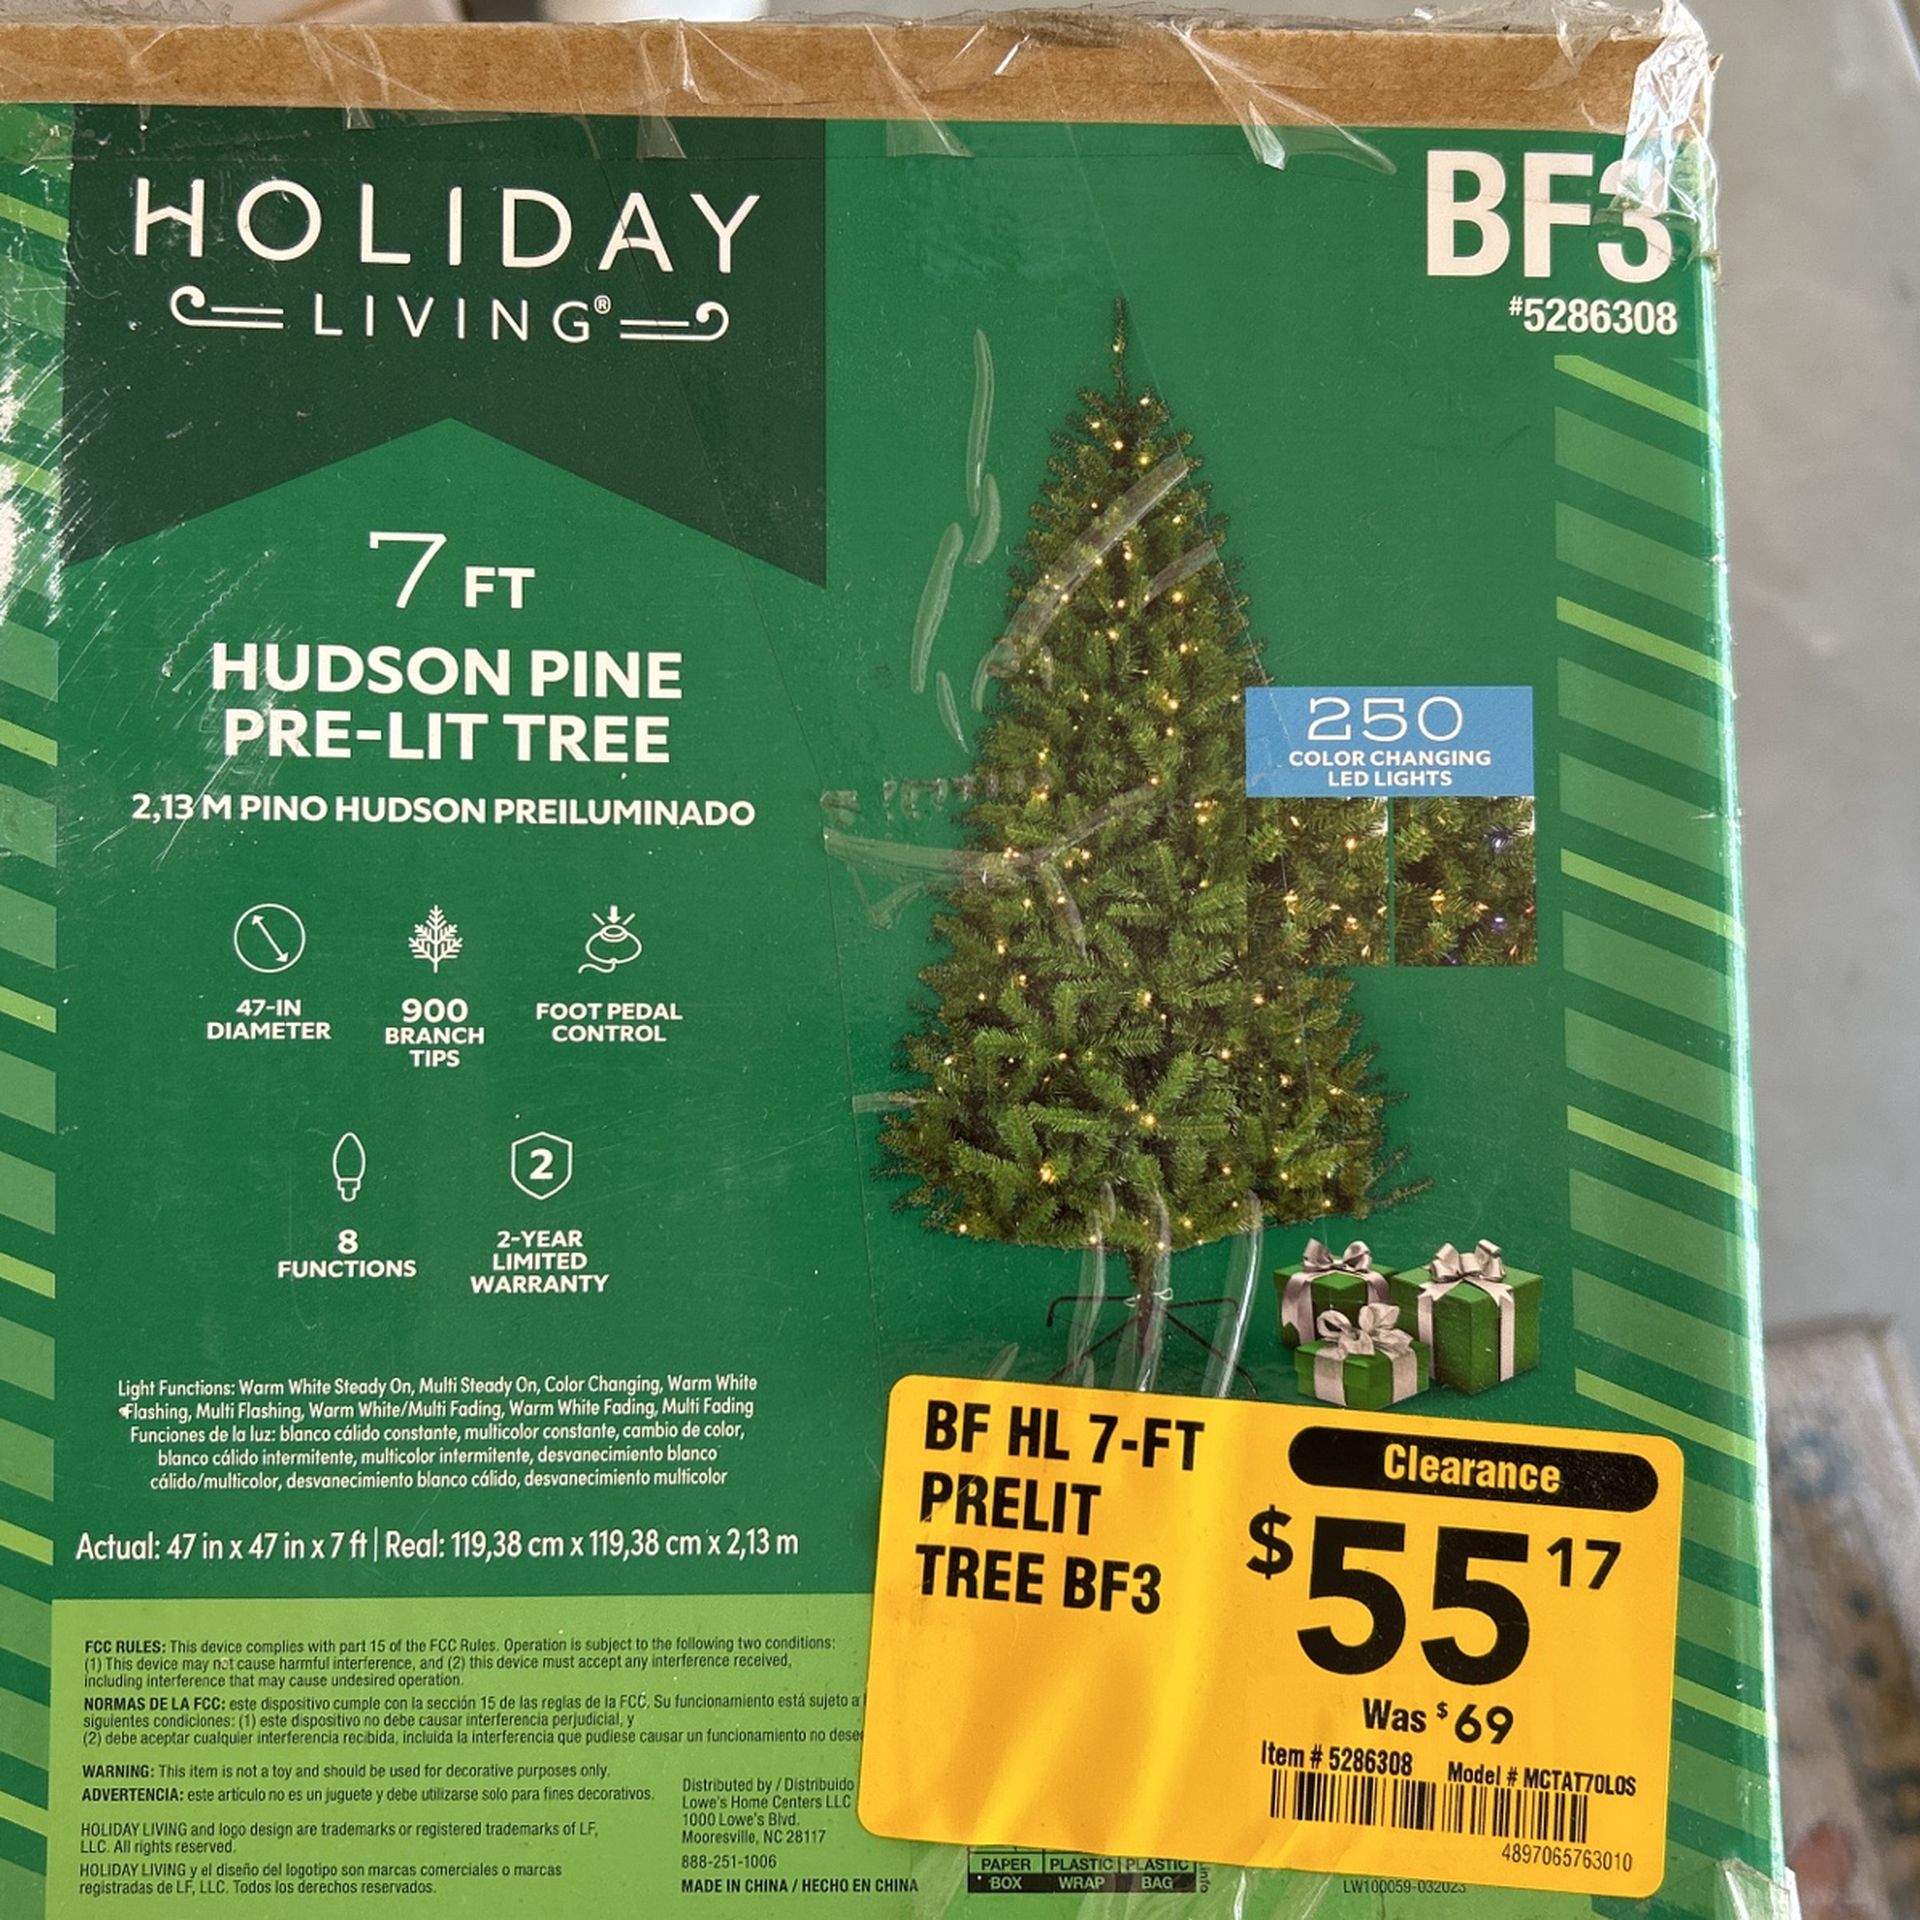 HOLIDAY
LIVING®
BF3
#5286308
7 FT
HUDSON PINE
PRE-LIT TREE
2,13 M PINO HUDSON PREILUMINADO
250
COLOR CHANGING
LED LIGHTS
47-IN
DIAMETER
900
BRANCH
TIPS
FOOT PEDAL
CONTROL
8
FUNCTIONS
2
2-YEAR
LIMITED
WARRANTY
Light Functions: Warm White Steady On, Multi Steady On, Color Changing, Warm White
Flashing, Multi Flashing, Warm White/Multi Fading, Warm White Fading, Multi Fading
Funciones de la luz: blanco cálido constante, multicolor constante, cambio de color,
blanco cálido intermitente, multicolor intermitente, desvanecimiento blanco
cálido/multicolor, desvanecimiento blanco cálido, desvanecimiento multicolor
Actual: 47 in x 47 in x 7 ft | Real: 119,38 cm x 119,38 cm x 2,13 m
FCC RULES: This device complies with part 15 of the FCC Rules. Operation is subject to the following two conditions:
(1) This device may not cause harmful interference, and (2) this device must accept any interference received,
including interference that may cause undesired operation.
NORMAS DE LA FCC: este dispositivo cumple con la sección 15 de las reglas de la FCC. Su funcionamiento está sujeto a
siguientes condiciones: (1) este dispositivo no debe causar interferencia perjudicial, y
(2) debe aceptar cualquier interferencia recibida, incluida la interferencia que pudiese causar un funcionamiento no
WARNING: This item is not a toy and should be used for decorative purposes only.
ADVERTENCIA: este artículo no es un juguete y debe utilizarse solo para fines decorativos.
HOLIDAY LIVING and logo design are trademarks or registered trademarks of LF,
LLC. All rights reserved.
HOLIDAY LIVING y el diseño del logotipo son marcas comerciales o marcas
registradas de LF, LLC. Todos los derechos reservados.
Distributed by / Distribuido
Lowe's Home Centers LLC
1000 Lowe's Blvd.
Mooresville, NC 28117
888-251-1006
MADE IN CHINA / HECHO EN CHINA
PAPER PLASTIC PLASTIC
BOX WRAP BAG
LW100059-032023
BF HL 7-FT
PRELIT
TREE BF3
Clearance
$55 17
Was $69
Item # 5286308 Model # MCTAT70LOS
4897065763010